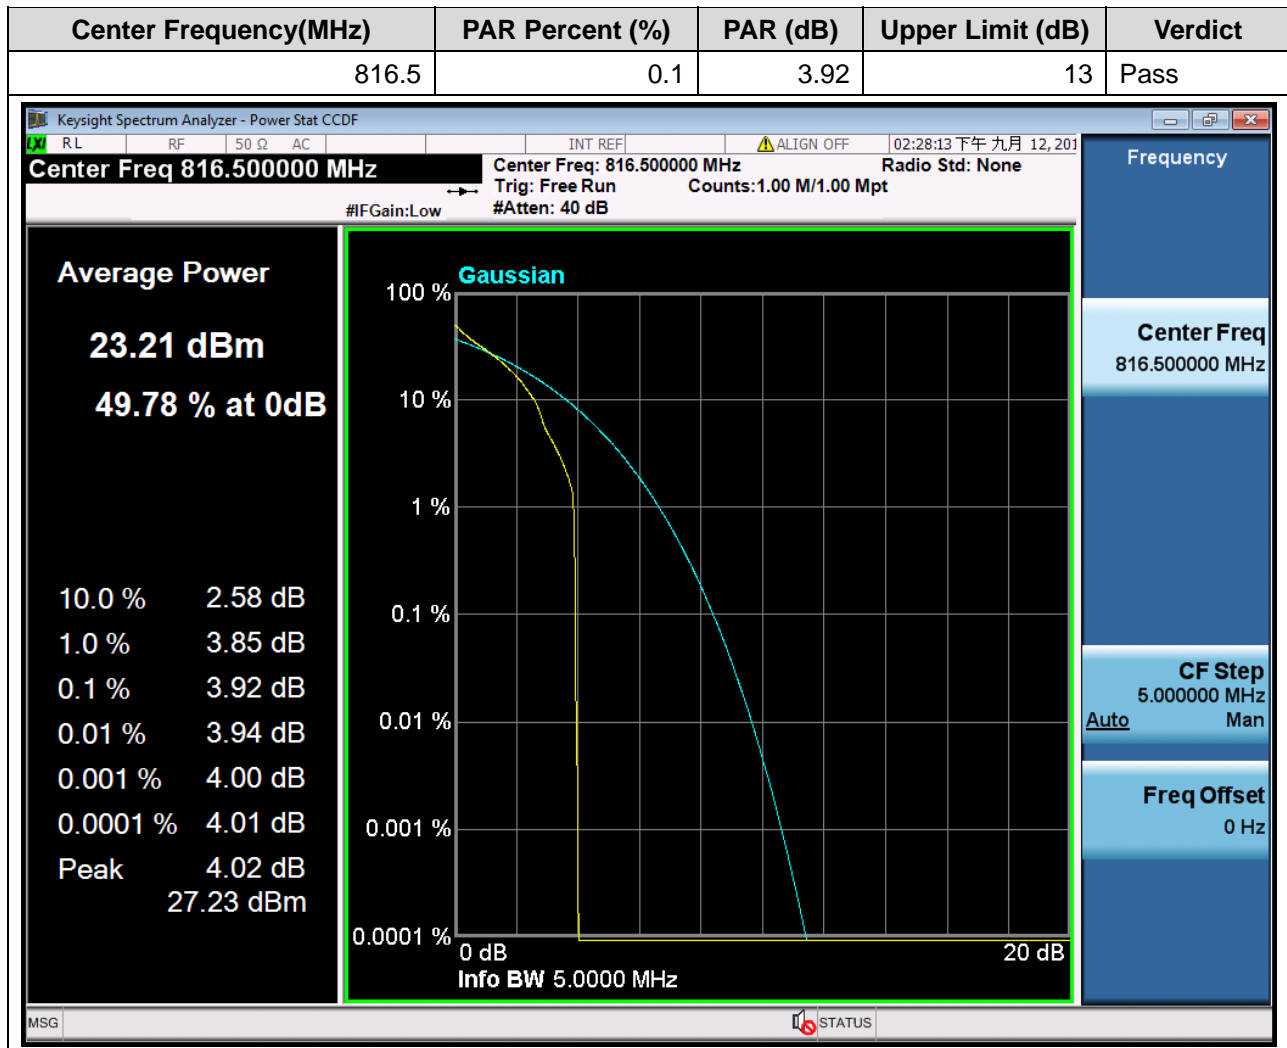 Center Frequency(MHz) PAR Percent (%) PAR (dB) Upper Limit (dB) Verdict
816.5 0.1 3.92 13 Pass
Keysight Spectrum Analyzer - Power Stat CCDF
LXI RL RF 50 Ω AC INT REF ALIGN OFF 02:28:13 下午 九月 12, 201
Center Freq 816.500000 MHz
Center Freq: 816.500000 MHz Radio Std: None
Trig: Free Run Counts:1.00 M/1.00 Mpt
#IFGain:Low #Atten: 40 dB
Average Power
23.21 dBm
49.78 % at 0dB
10.0 % 2.58 dB
1.0 % 3.85 dB
0.1 % 3.92 dB
0.01 % 3.94 dB
0.001 % 4.00 dB
0.0001 % 4.01 dB
Peak 4.02 dB
27.23 dBm
Gaussian
100 %
10 %
1 %
0.1 %
0.01 %
0.001 %
0.0001 %
0 dB 20 dB
Info BW 5.0000 MHz
Frequency
Center Freq
816.500000 MHz
CF Step
5.000000 MHz
Auto Man
Freq Offset
0 Hz
MSG STATUS